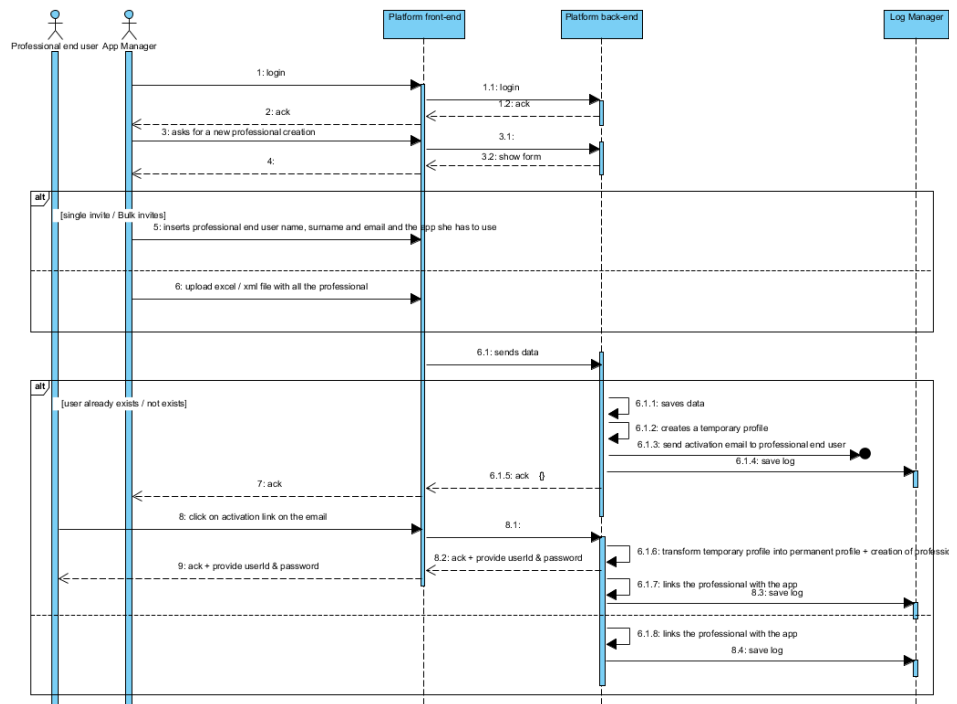 Platform front-end
Platform back-end
Log Manager
Professional end user
App Manager
1: login
1.1: login
1.2: ack
2: ack
3: asks for a new professional creation
3.1:
3.2: show form
4:
alt
[single invite / Bulk invites]
5: inserts professional end user name, surname and email and the app she has to use
6: upload excel / xml file with all the professional
6.1: sends data
alt
[user already exists / not exists]
6.1.1: saves data
6.1.2: creates a temporary profile
6.1.3: send activation email to professional end user
6.1.4: save log
6.1.5: ack {}
7: ack
8: click on activation link on the email
8.1:
6.1.6: transform temporary profile into permanent profile + creation of
8.2: ack + provide userId & password
9: ack + provide userId & password
6.1.7: links the professional with the app
8.3: save log
6.1.8: links the professional with the app
8.4: save log